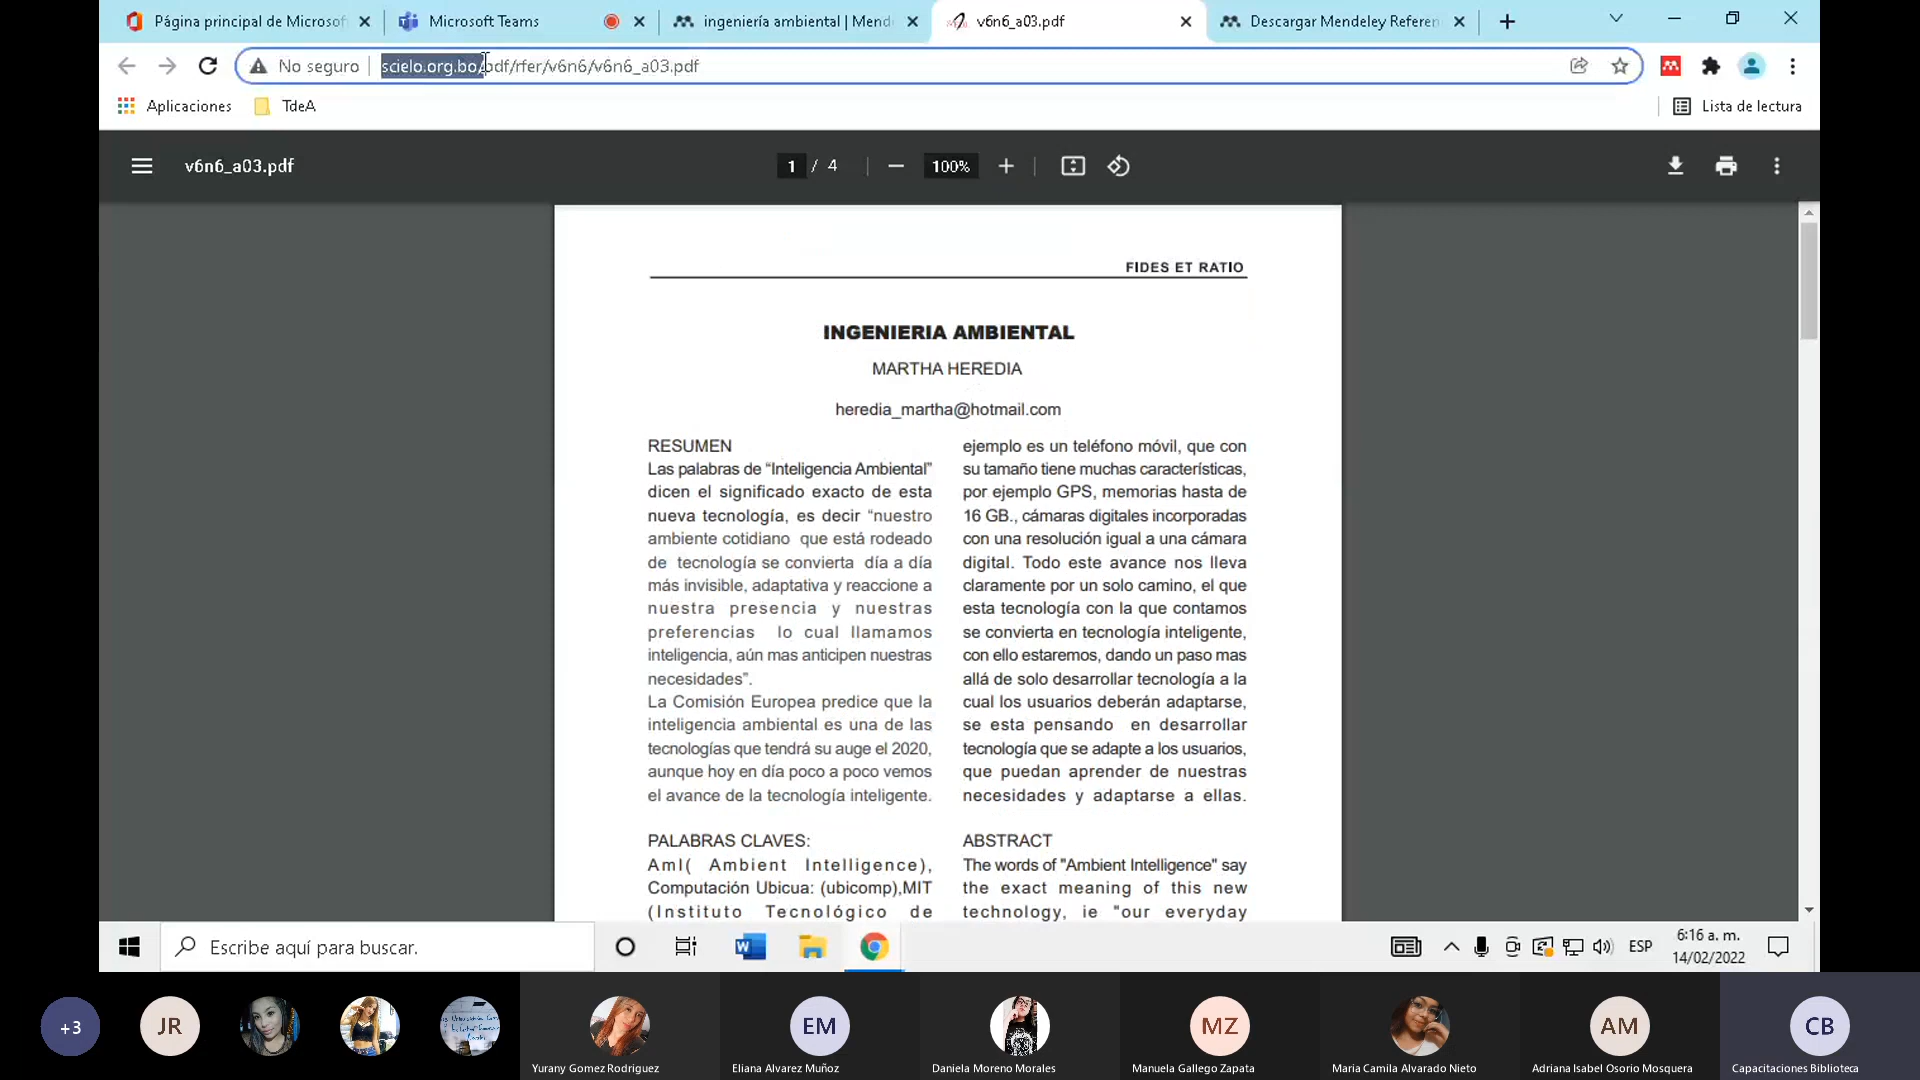 Página principal de Microsof
Microsoft Teams
ingeniería ambiental | Mend
v6n6_a03.pdf
Descargar Mendeley Referen
No seguro
scielo.org.bo/pdf/rfer/v6n6/v6n6_a03.pdf
Aplicaciones
TdeA
Lista de lectura
v6n6_a03.pdf
1 / 4
100%
FIDES ET RATIO
INGENIERIA AMBIENTAL
MARTHA HEREDIA
heredia_martha@hotmail.com
RESUMEN
Las palabras de “Inteligencia Ambiental”
dicen el significado exacto de esta
nueva tecnología, es decir “nuestro
ambiente cotidiano que está rodeado
de tecnología se convierta día a día
más invisible, adaptativa y reaccione a
nuestra presencia y nuestras
preferencias lo cual llamamos
inteligencia, aún mas anticipen nuestras
necesidades”.
La Comisión Europea predice que la
inteligencia ambiental es una de las
tecnologías que tendrá su auge el 2020,
aunque hoy en día poco a poco vemos
el avance de la tecnología inteligente.
PALABRAS CLAVES:
AmI( Ambient Intelligence),
Computación Ubicua: (ubicomp),MIT
(Instituto Tecnológico de
ejemplo es un teléfono móvil, que con
su tamaño tiene muchas características,
por ejemplo GPS, memorias hasta de
16 GB., cámaras digitales incorporadas
con una resolución igual a una cámara
digital. Todo este avance nos lleva
claramente por un solo camino, el que
esta tecnología con la que contamos
se convierta en tecnología inteligente,
con ello estaremos, dando un paso mas
allá de solo desarrollar tecnología a la
cual los usuarios deberán adaptarse,
se esta pensando en desarrollar
tecnología que se adapte a los usuarios,
que puedan aprender de nuestras
necesidades y adaptarse a ellas.
ABSTRACT
The words of "Ambient Intelligence" say
the exact meaning of this new
technology, ie "our everyday
Escribe aquí para buscar.
ESP
6:16 a. m.
14/02/2022
+3
JR
EM
MZ
AM
CB
Yurany Gomez Rodriguez
Eliana Alvarez Muñoz
Daniela Moreno Morales
Manuela Gallego Zapata
Maria Camila Alvarado Nieto
Adriana Isabel Osorio Mosquera
Capacitaciones Biblioteca